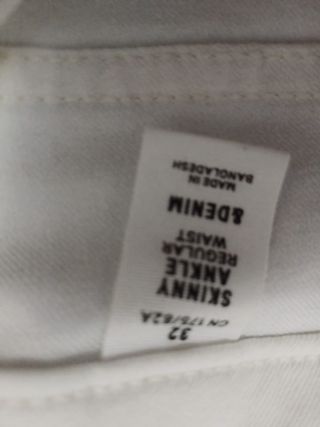 32
CN 175/82A
SKINNY
ANKLE
REGULAR
WAIST
&DENIM
MADE IN
BANGLADESH